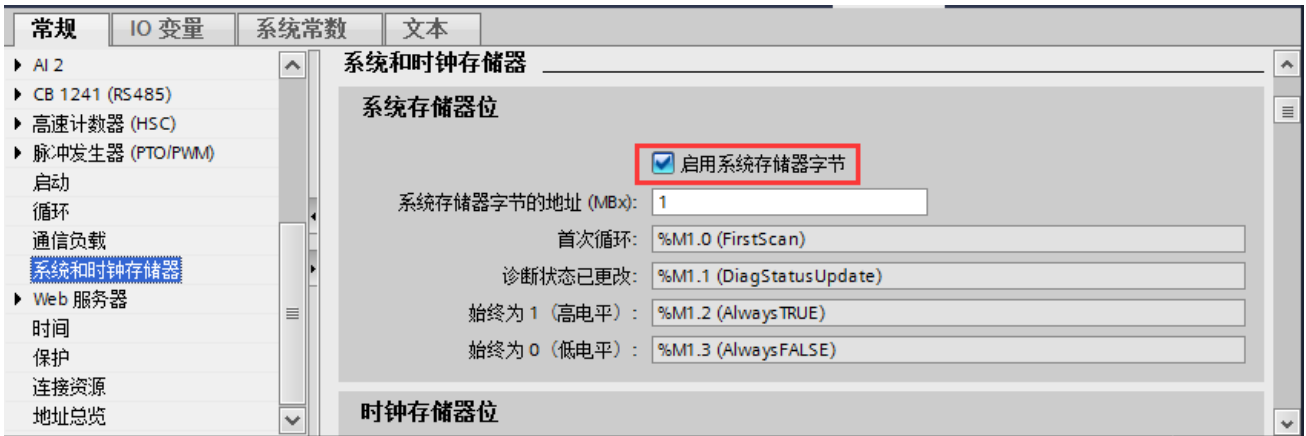 常规 IO 变量 系统常数 文本
AI 2
CB 1241 (RS485)
高速计数器 (HSC)
脉冲发生器 (PTO/PWM)
启动
循环
通信负载
系统和时钟存储器
Web 服务器
时间
保护
连接资源
地址总览
系统和时钟存储器
系统存储器位
启用系统存储器字节
系统存储器字节的地址 (MBx): 1
首次循环: %M1.0 (FirstScan)
诊断状态已更改: %M1.1 (DiagStatusUpdate)
始终为 1（高电平）: %M1.2 (AlwaysTRUE)
始终为 0（低电平）: %M1.3 (AlwaysFALSE)
时钟存储器位